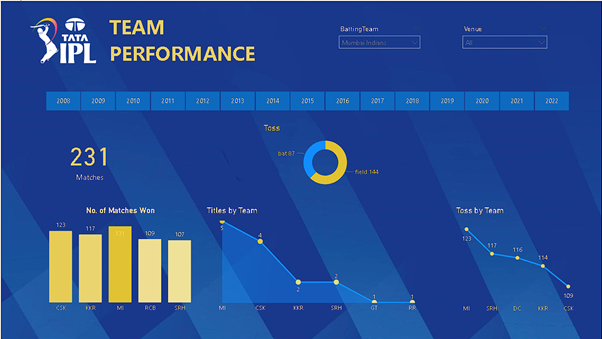 TATA
IPL
TEAM
PERFORMANCE
BattingTeam
Mumbai Indians
Venue
All
2008 2009 2010 2011 2012 2013 2014 2015 2016 2017 2018 2019 2020 2021 2022
Toss
bat 87
field 144
231
Matches
No. of Matches Won
123 117 131 109 107
CSK KKR MI RCB SRH
Titles by Team
5 4 2 2 1 1
MI CSK KKR SRH GT RR
Toss by Team
123 117 116 114 109
MI SRH DC KKR CSK